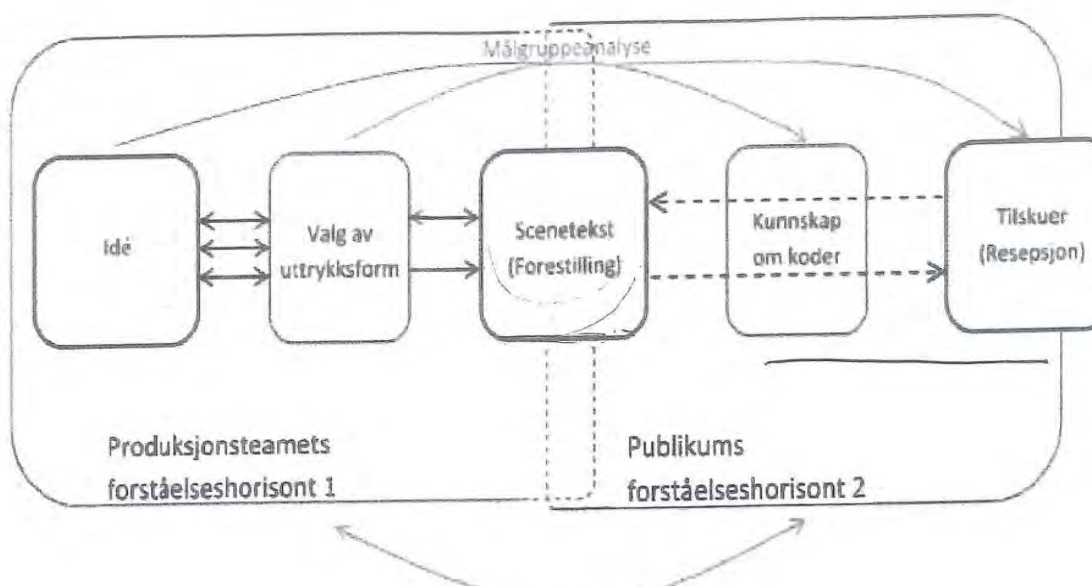 Målgruppeanalyse
Idé
Valg av
uttrykksform
Scenetekst
(Forestilling)
Kunnskap
om koder
Tilskuer
(Resepsjon)
Produksjonsteamets
forståelseshorisont 1
Publikums
forståelseshorisont 2